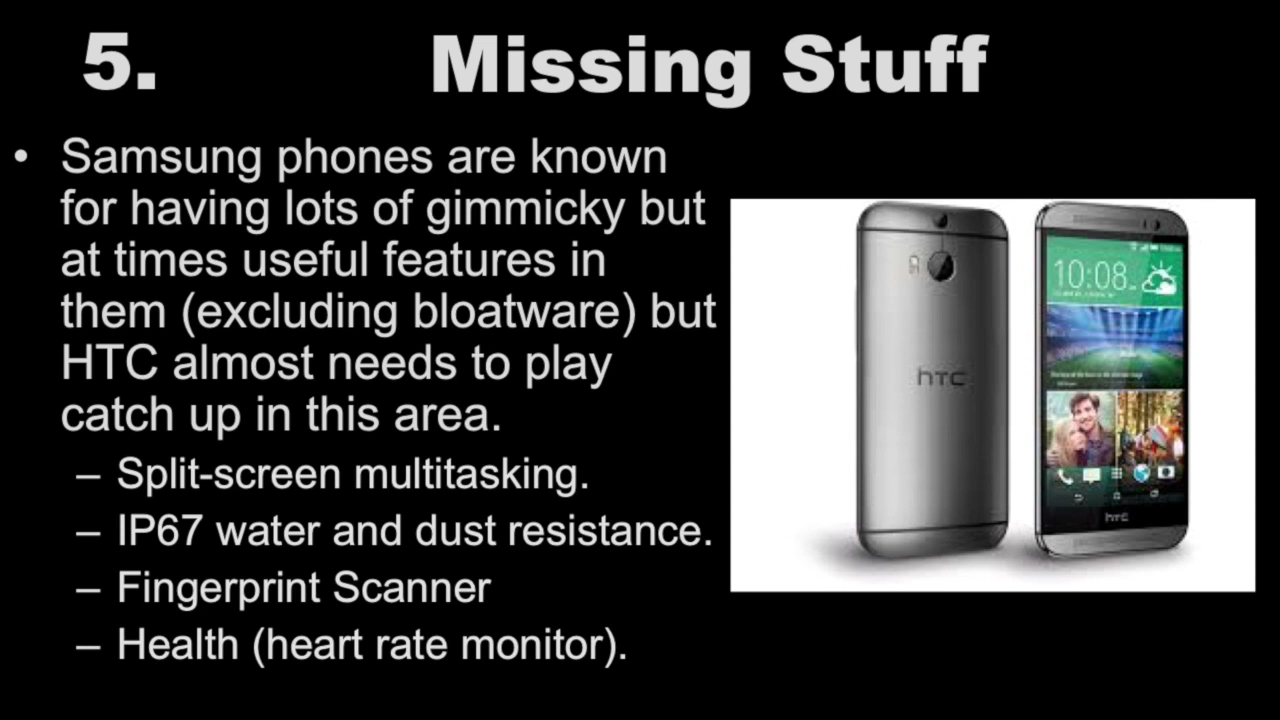 5. Missing Stuff
• Samsung phones are known
for having lots of gimmicky but
at times useful features in
them (excluding bloatware) but
HTC almost needs to play
catch up in this area.
– Split-screen multitasking.
– IP67 water and dust resistance.
– Fingerprint Scanner
– Health (heart rate monitor).
hTC
10:08
hTC